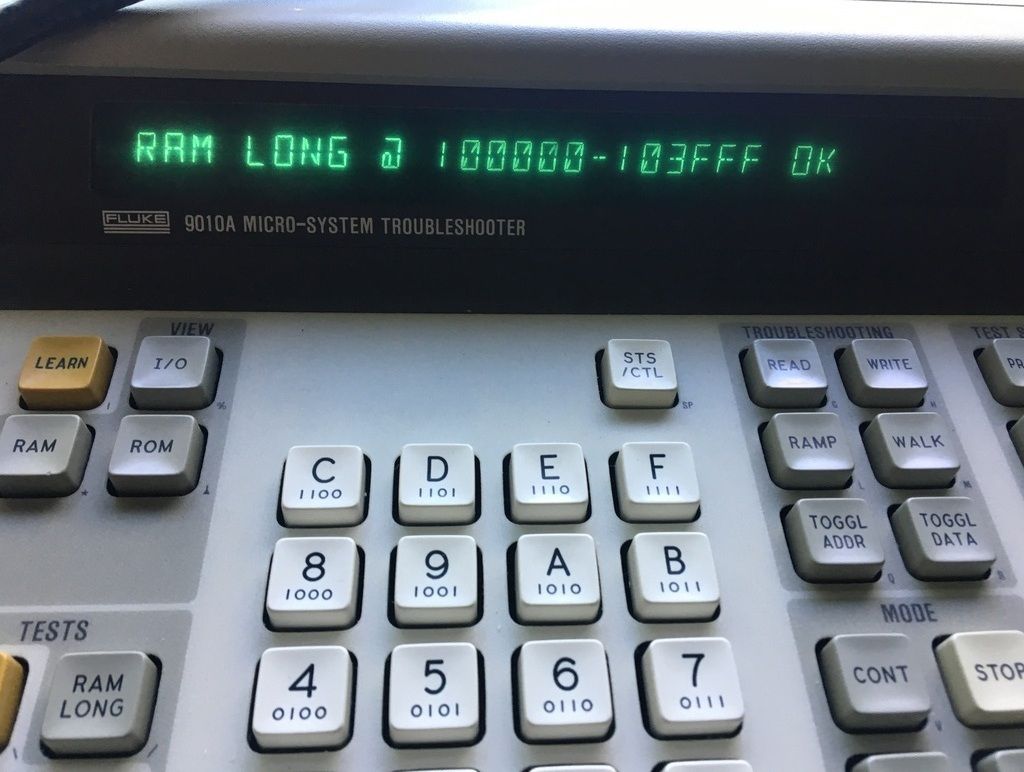 RAM LONG @ 100000-103FFF OK
FLUKE 9010A MICRO-SYSTEM TROUBLESHOOTER
VIEW
TROUBLESHOOTING
LEARN
I/O
%
STS
/CTL
SP
READ
G
WRITE
H
RAM
*
ROM
RAMP
L
WALK
M
C
1100
D
1101
E
1110
F
1111
TOGGL
ADDR
Q
TOGGL
DATA
R
8
1000
9
1001
A
1010
B
1011
TESTS
MODE
RAM
LONG
/
4
0100
5
0101
6
0110
7
0111
CONT
STOP